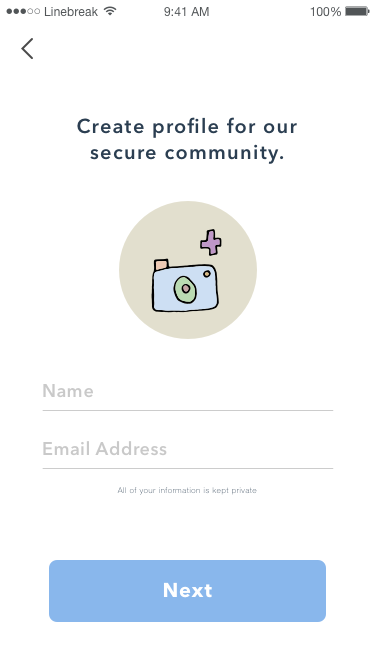 Linebreak 9:41 AM 100%
Create profile for our
secure community.
Name
Email Address
All of your information is kept private
Next